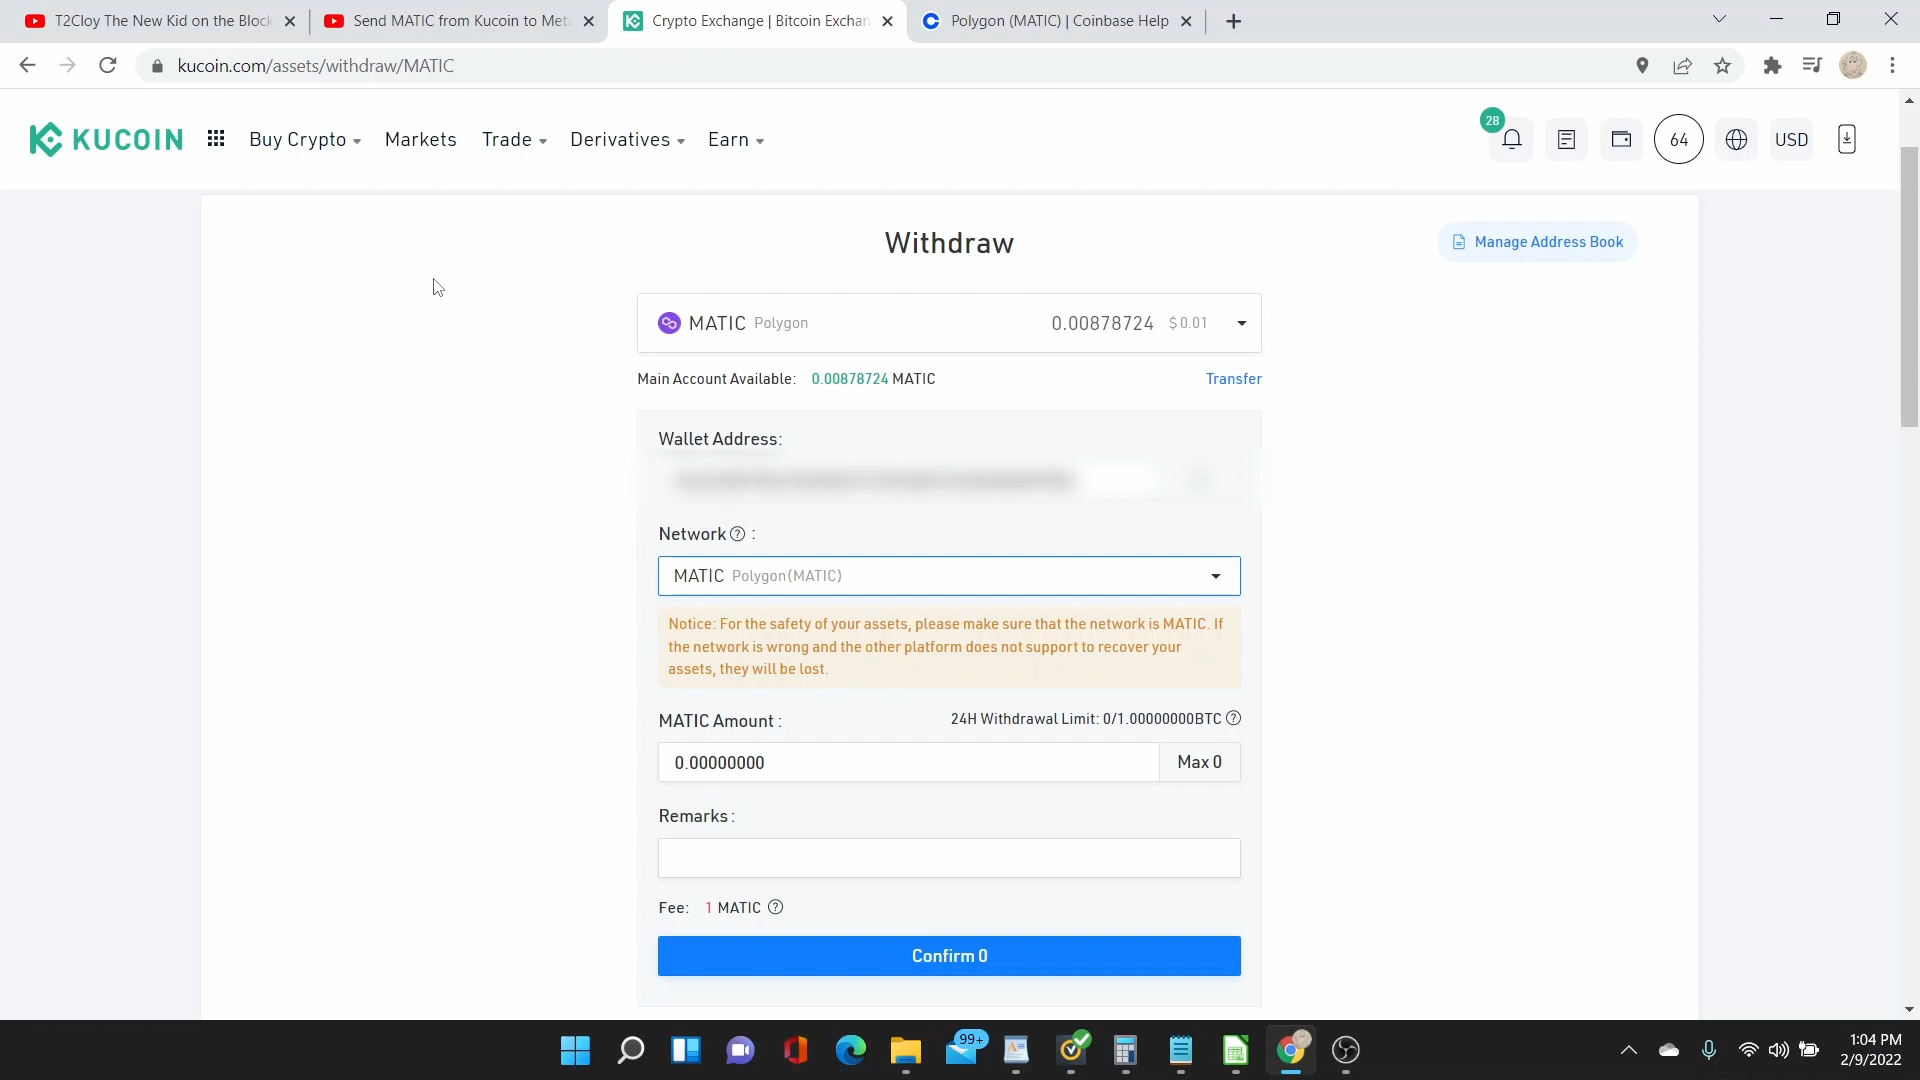 T2Cloy The New Kid on the Block
Send MATIC from Kucoin to Meta
Crypto Exchange | Bitcoin Exchan
Polygon (MATIC) | Coinbase Help
kucoin.com/assets/withdraw/MATIC
KUCOIN
Buy Crypto
Markets
Trade
Derivatives
Earn
28
64
USD
Withdraw
Manage Address Book
MATIC Polygon 0.00878724 $ 0.01
Main Account Available: 0.00878724 MATIC Transfer
Wallet Address:
Network ? :
MATIC Polygon(MATIC)
Notice: For the safety of your assets, please make sure that the network is MATIC. If
the network is wrong and the other platform does not support to recover your
assets, they will be lost.
MATIC Amount : 24H Withdrawal Limit: 0/1.00000000BTC ?
0.00000000 Max 0
Remarks :
Fee: 1 MATIC ?
Confirm 0
99+
1:04 PM
2/9/2022